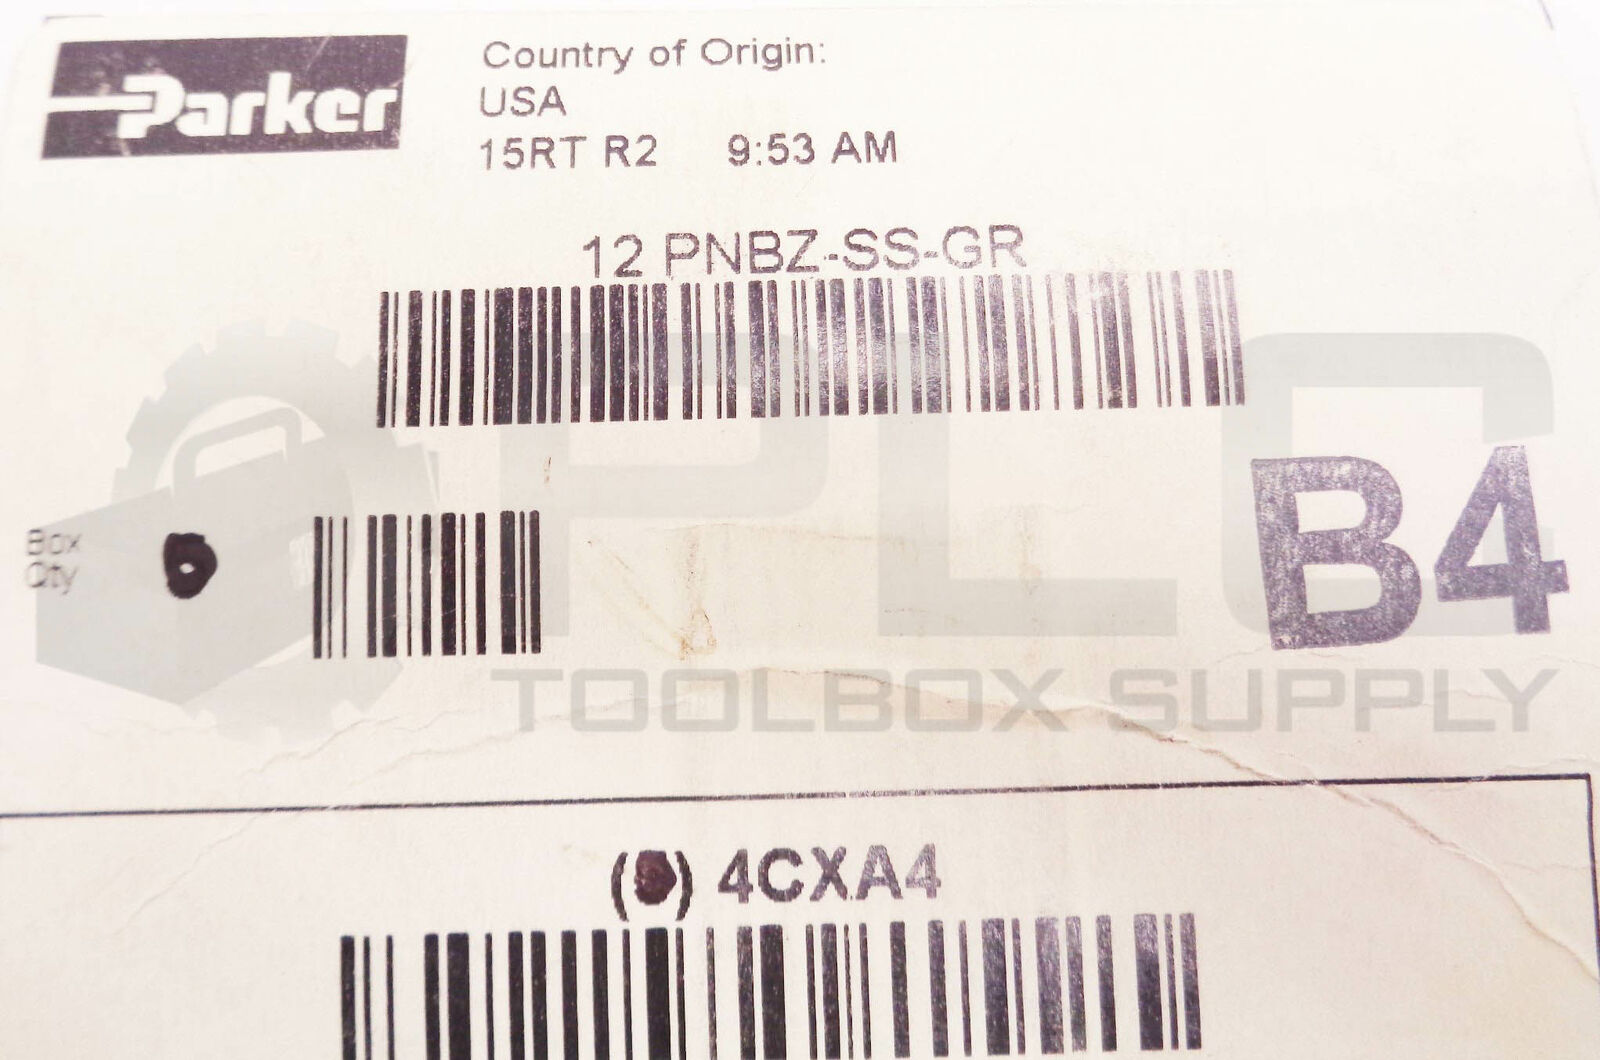 Parker
Country of Origin:
USA
15RT R2 9:53 AM
12 PNBZ-SS-GR
Box
Qty
B4
PLC
TOOLBOX SUPPLY
( ) 4CXA4